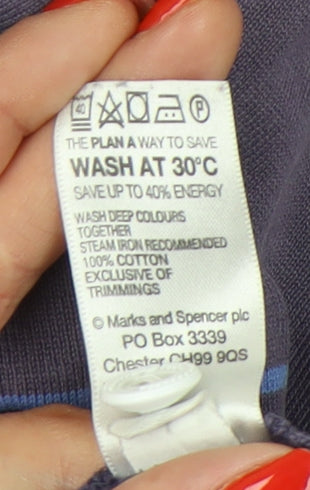 40 P
THE PLAN A WAY TO SAVE
WASH AT 30°C
SAVE UP TO 40% ENERGY
WASH DEEP COLOURS
TOGETHER
STEAM IRON RECOMMENDED
100% COTTON
EXCLUSIVE OF
TRIMMINGS
© Marks and Spencer plc
PO Box 3339
Chester CH99 9QS